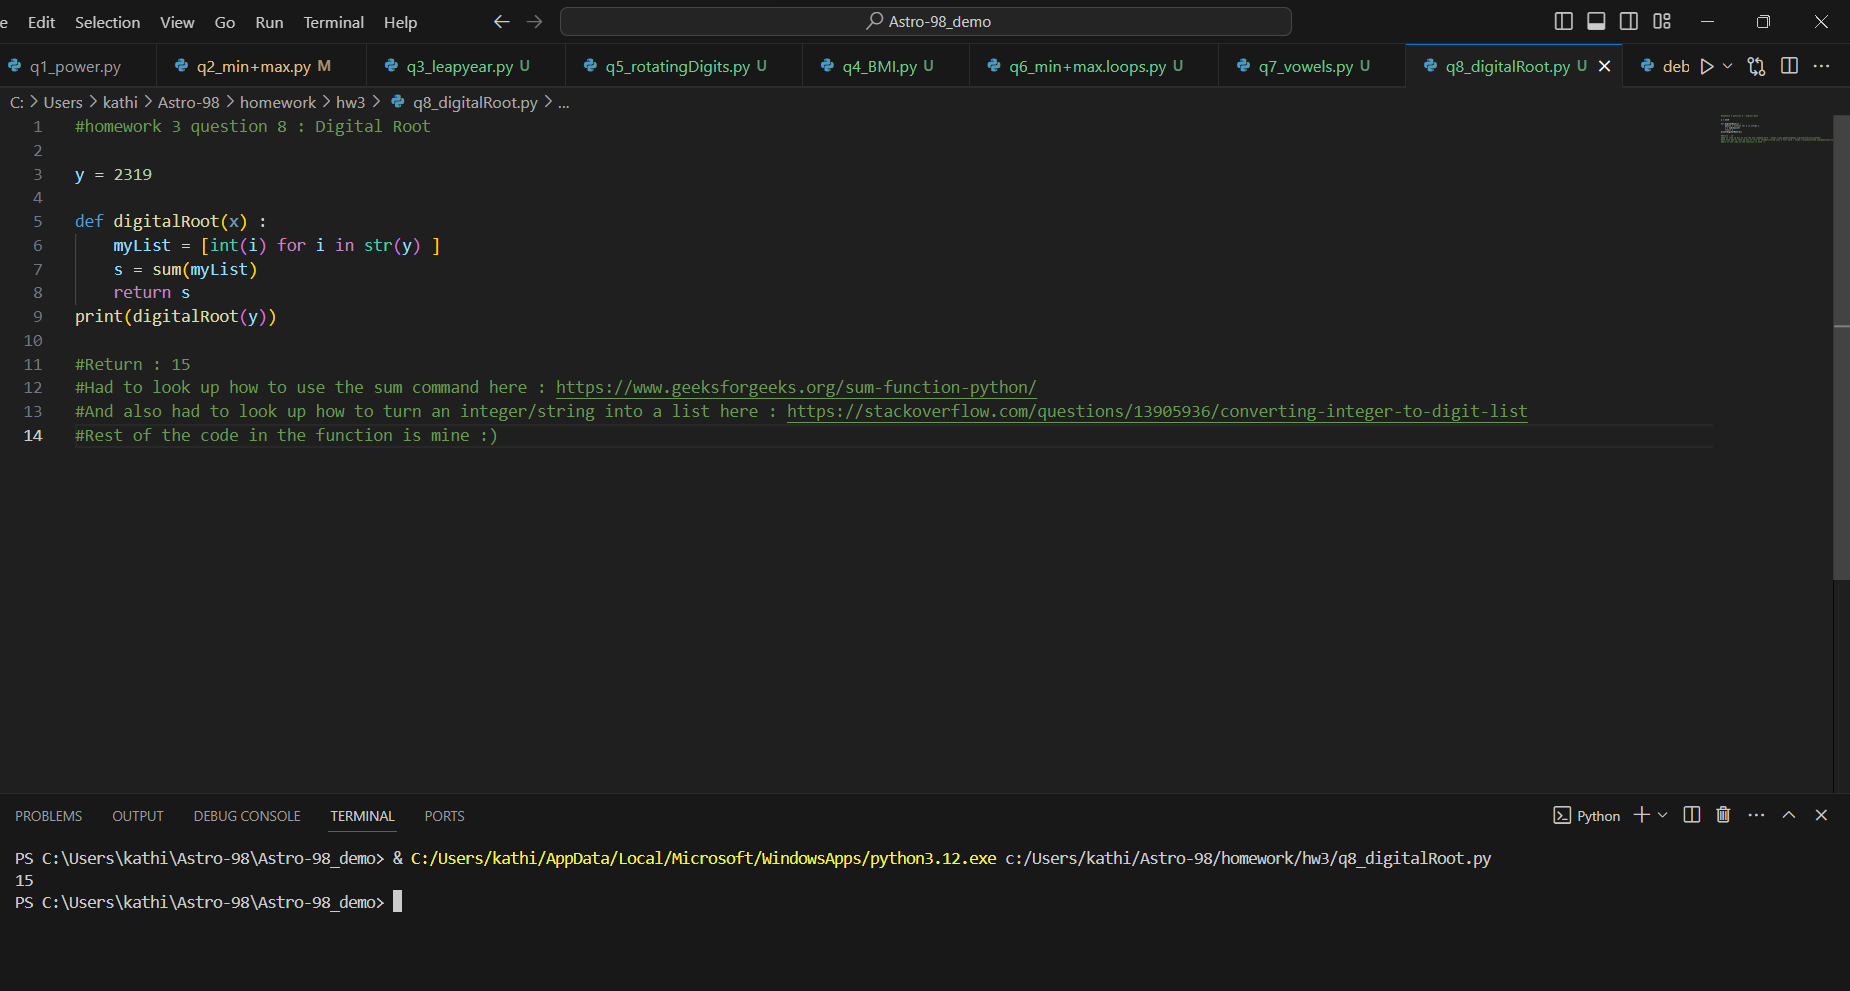 e Edit Selection View Go Run Terminal Help Astro-98_demo
q1_power.py q2_min+max.py M q3_leapyear.py U q5_rotatingDigits.py U q4_BMI.py U q6_min+max.loops.py U q7_vowels.py U q8_digitalRoot.py U deb
C: > Users > kathi > Astro-98 > homework > hw3 > q8_digitalRoot.py > ...
1 #homework 3 question 8 : Digital Root
2
3 y = 2319
4
5 def digitalRoot(x) :
6     myList = [int(i) for i in str(y) ]
7     s = sum(myList)
8     return s
9 print(digitalRoot(y))
10
11 #Return : 15
12 #Had to look up how to use the sum command here : https://www.geeksforgeeks.org/sum-function-python/
13 #And also had to look up how to turn an integer/string into a list here : https://stackoverflow.com/questions/13905936/converting-integer-to-digit-list
14 #Rest of the code in the function is mine :)
PROBLEMS OUTPUT DEBUG CONSOLE TERMINAL PORTS Python
PS C:\Users\kathi\Astro-98\Astro-98_demo> & C:/Users/kathi/AppData/Local/Microsoft/WindowsApps/python3.12.exe c:/Users/kathi/Astro-98/homework/hw3/q8_digitalRoot.py
15
PS C:\Users\kathi\Astro-98\Astro-98_demo>